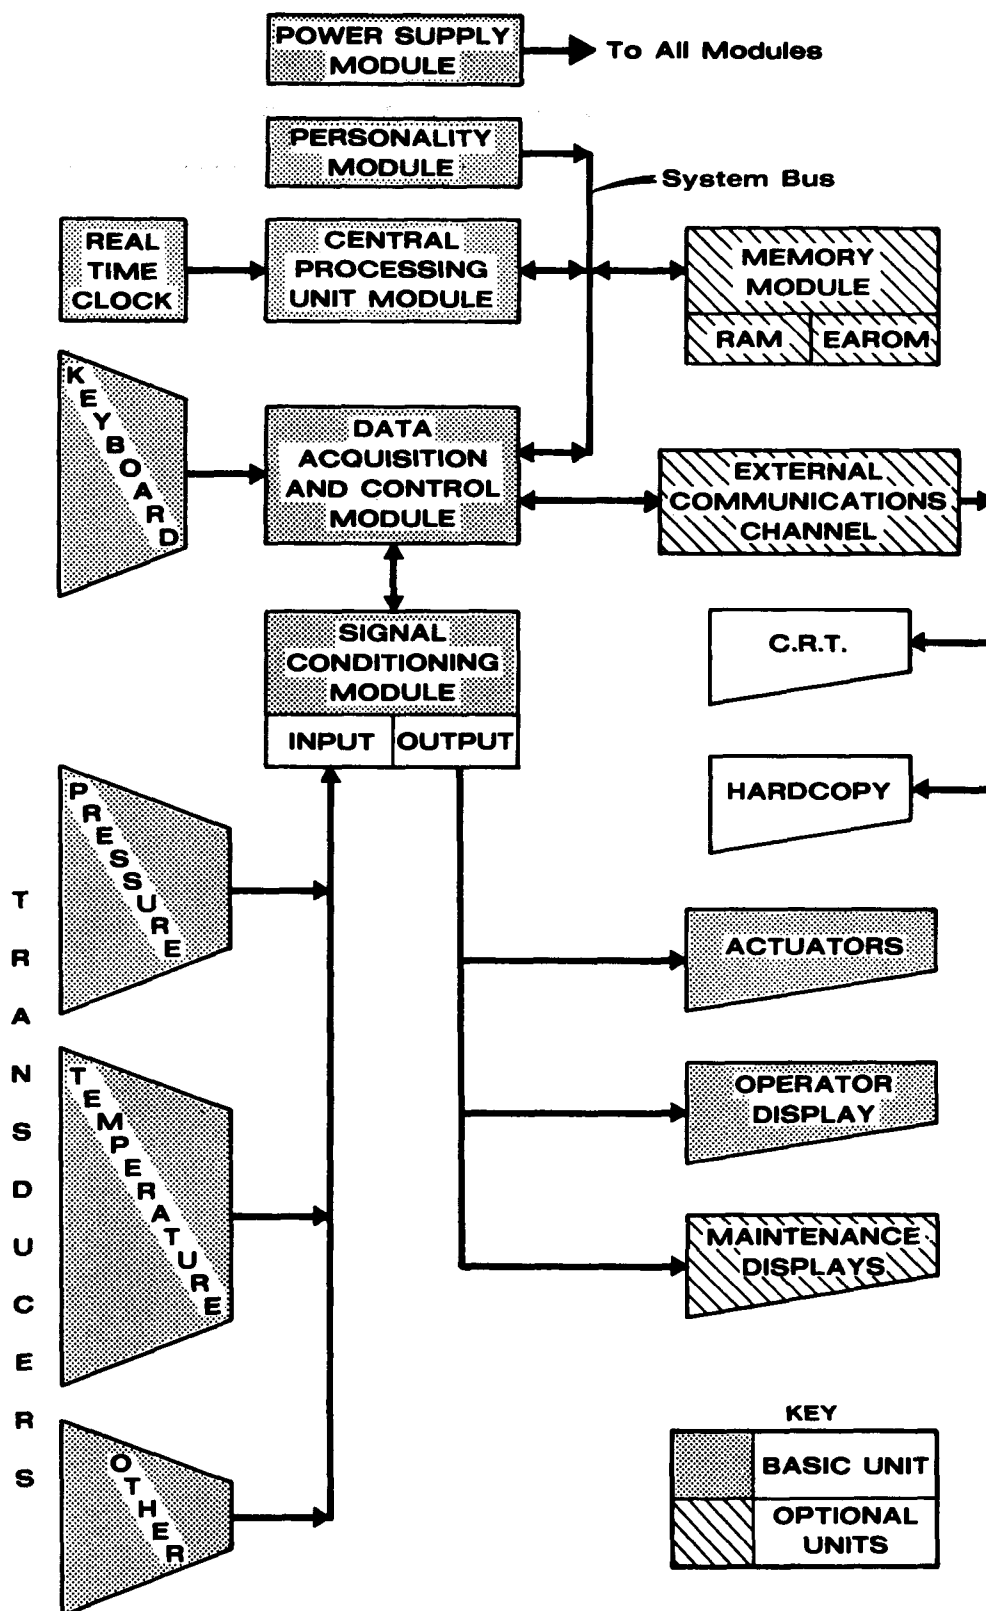 POWER SUPPLY
MODULE
To All Modules
PERSONALITY
MODULE
System Bus
REAL
TIME
CLOCK
CENTRAL
PROCESSING
UNIT MODULE
MEMORY
MODULE
RAM
EAROM
KEYBOARD
DATA
ACQUISITION
AND CONTROL
MODULE
EXTERNAL
COMMUNICATIONS
CHANNEL
SIGNAL
CONDITIONING
MODULE
INPUT
OUTPUT
C.R.T.
HARDCOPY
TRANSDUCERS
PRESSURE
TEMPERATURE
OTHER
ACTUATORS
OPERATOR
DISPLAY
MAINTENANCE
DISPLAYS
KEY
BASIC UNIT
OPTIONAL
UNITS